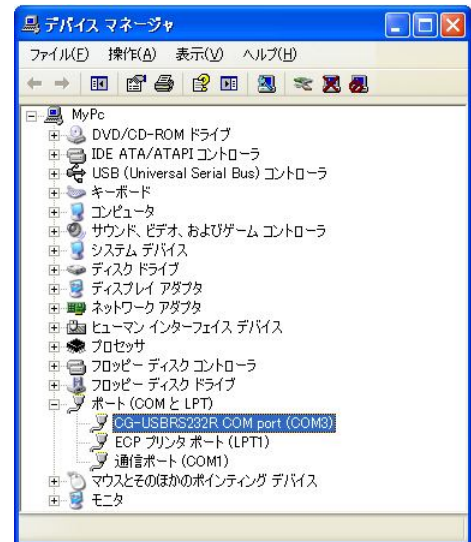 デバイス マネージャ
ファイル(F) 操作(A) 表示(V) ヘルプ(H)
MyPc
DVD/CD-ROM ドライブ
IDE ATA/ATAPI コントローラ
USB (Universal Serial Bus) コントローラ
キーボード
コンピュータ
サウンド、ビデオ、およびゲーム コントローラ
システム デバイス
ディスク ドライブ
ディスプレイ アダプタ
ネットワーク アダプタ
ヒューマン インターフェイス デバイス
プロセッサ
フロッピー ディスク コントローラ
フロッピー ディスク ドライブ
ポート (COM と LPT)
CG-USBRS232R COM port (COM3)
ECP プリンタ ポート (LPT1)
通信ポート (COM1)
マウスとそのほかのポインティング デバイス
モニタ